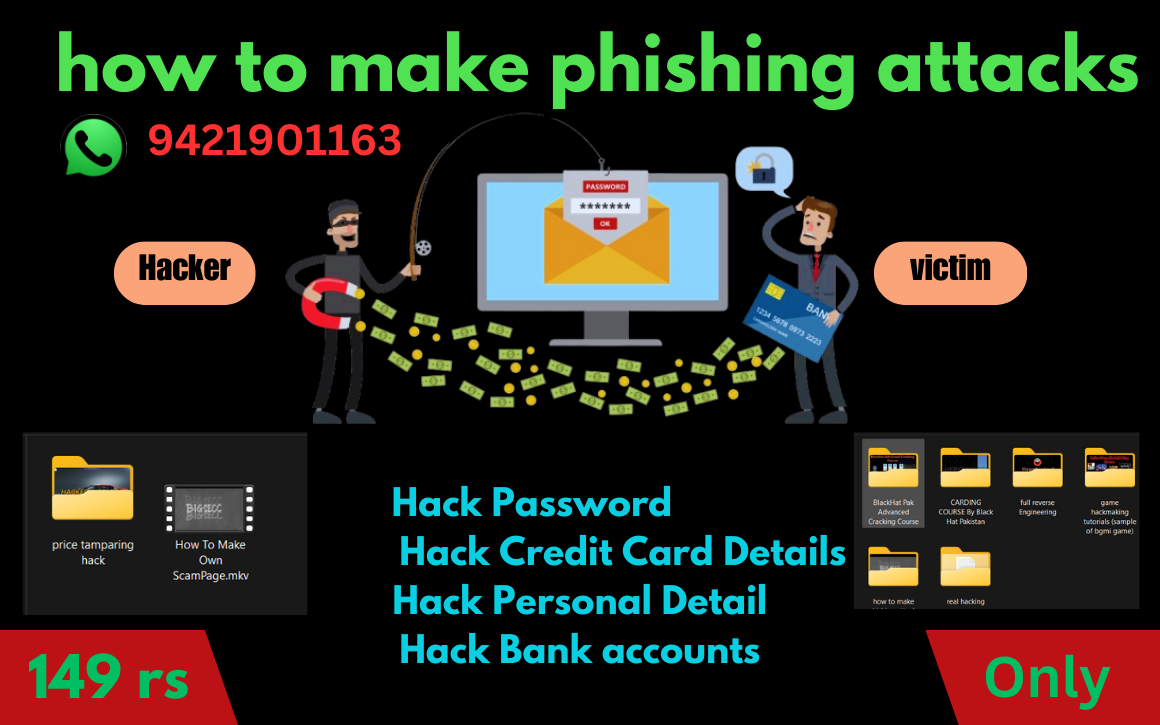 how to make phishing attacks
9421901163
PASSWORD
*******
OK
Hacker
victim
BANK
1234 5678 0973 2223
price tamparing
hack
BIGSECC
How To Make
Own
ScamPage.mkv
Hack Password
Hack Credit Card Details
Hack Personal Detail
Hack Bank accounts
BlackHat Pak
Advanced
Cracking Course
CARDING
COURSE By Black
Hat Pakistan
full reverse
Engineering
game
hackmaking
tutorials (sample
of bgmi game)
how to make
real hacking
149 rs
Only